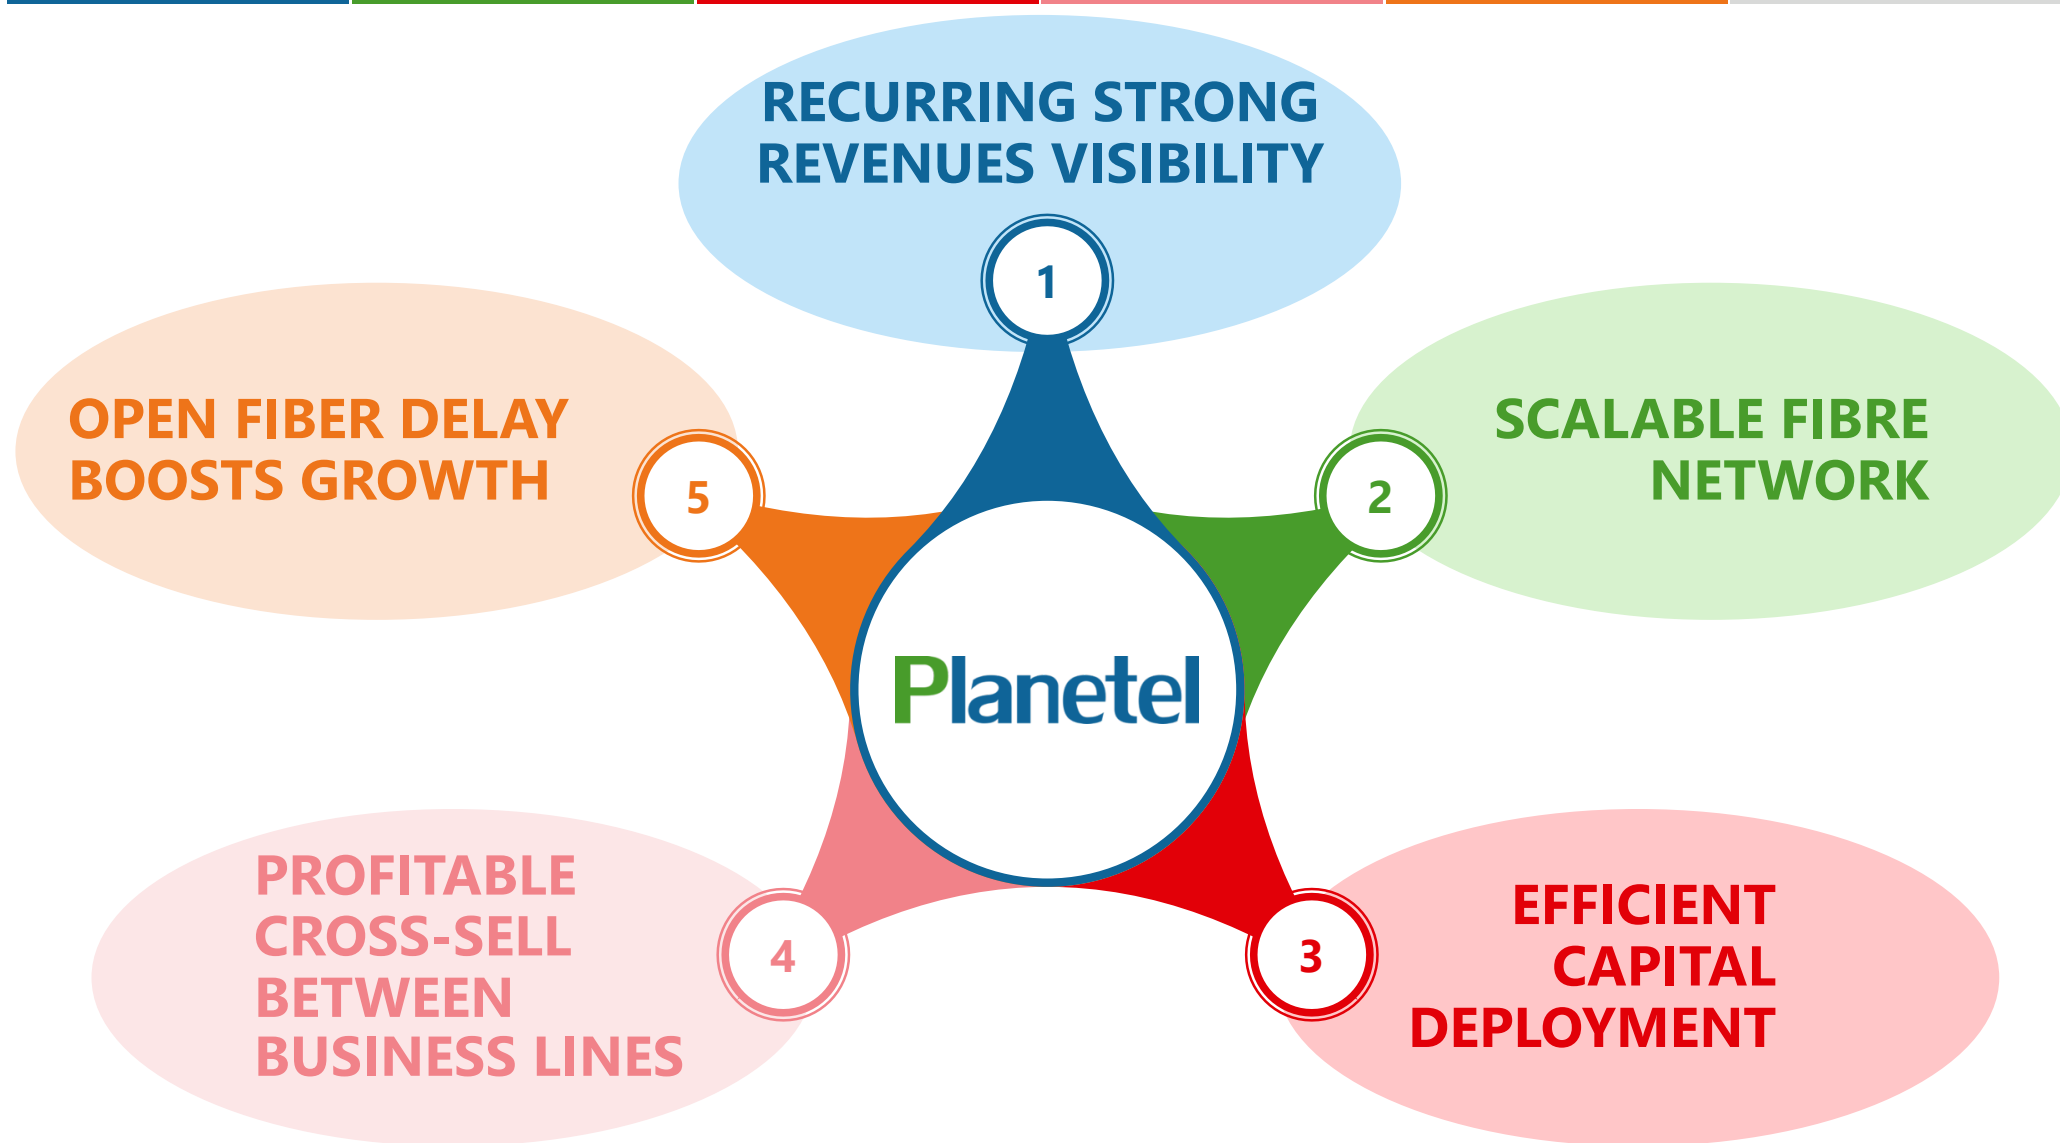 RECURRING STRONG
REVENUES VISIBILITY
1
SCALABLE FIBRE
NETWORK
2
EFFICIENT
CAPITAL
DEPLOYMENT
3
PROFITABLE
CROSS-SELL
BETWEEN
BUSINESS LINES
4
OPEN FIBER DELAY
BOOSTS GROWTH
5
Planetel